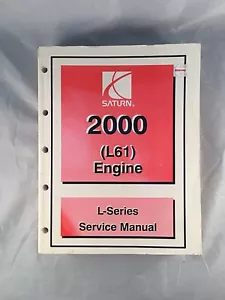 SATURN.
2000
(L61)
Engine
L-Series
Service Manual